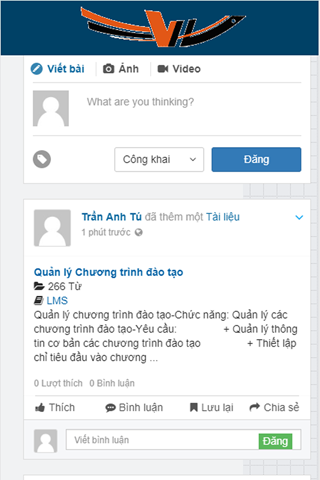 VH
Viết bài Ảnh Video
What are you thinking?
Công khai Đăng
Trần Anh Tú đã thêm một Tài liệu
1 phút trước
Quản lý Chương trình đào tạo
266 Từ
LMS
Quản lý chương trình đào tạo-Chức năng: Quản lý các
chương trình đào tạo-Yêu cầu: + Quản lý thông
tin cơ bản các chương trình đào tạo + Thiết lập
chỉ tiêu đầu vào chương ...
0 Lượt thích 0 Bình luận
Thích Bình luận Lưu lại Chia sẻ
Viết bình luận Đăng